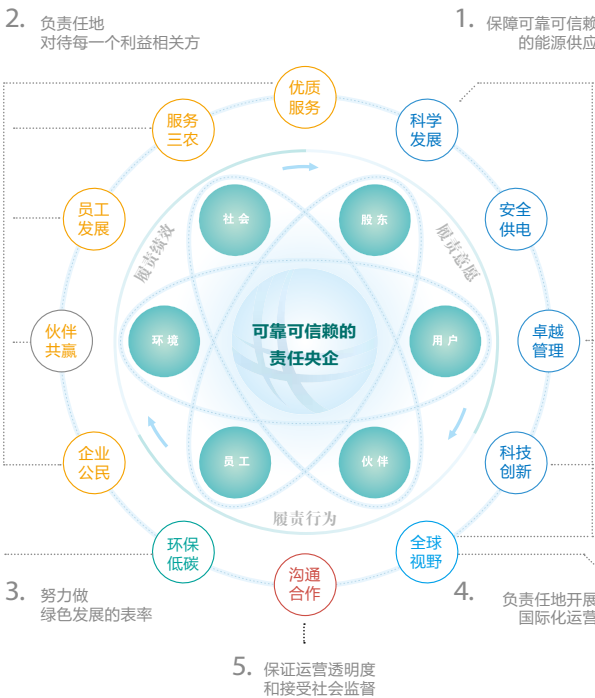 2. 负责任地
对待每一个利益相关方
1. 保障可靠可信赖
的能源供应
优质
服务
服务
三农
科学
发展
员工
发展
安全
供电
社会
股东
履责绩效
履责意愿
伙伴
共赢
环境
可靠可信赖的
责任央企
用户
卓越
管理
企业
公民
员工
伙伴
科技
创新
履责行为
环保
低碳
沟通
合作
全球
视野
3. 努力做
绿色发展的表率
4. 负责任地开展
国际化运营
5. 保证运营透明度
和接受社会监督